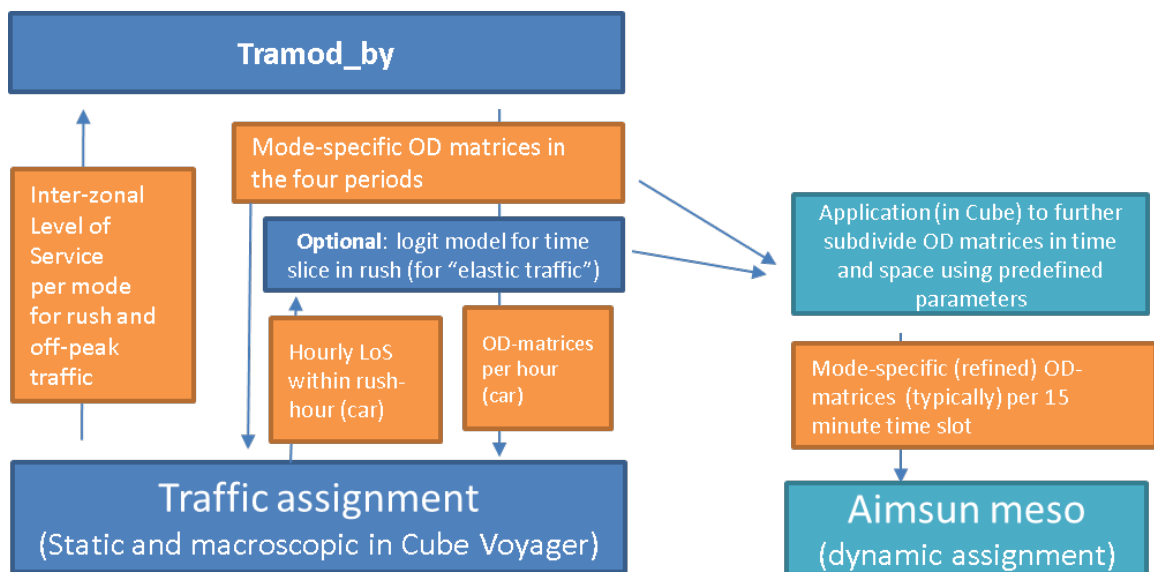 Tramod_by
Mode-specific OD matrices in
the four periods
Inter-zonal
Level of
Service
per mode
for rush and
off-peak
traffic
Optional: logit model for time
slice in rush (for “elastic traffic”)
Application (in Cube) to further
subdivide OD matrices in time
and space using predefined
parameters
Hourly LoS
within rush-
hour (car)
OD-matrices
per hour
(car)
Mode-specific (refined) OD-
matrices (typically) per 15
minute time slot
Traffic assignment
(Static and macroscopic in Cube Voyager)
Aimsun meso
(dynamic assignment)